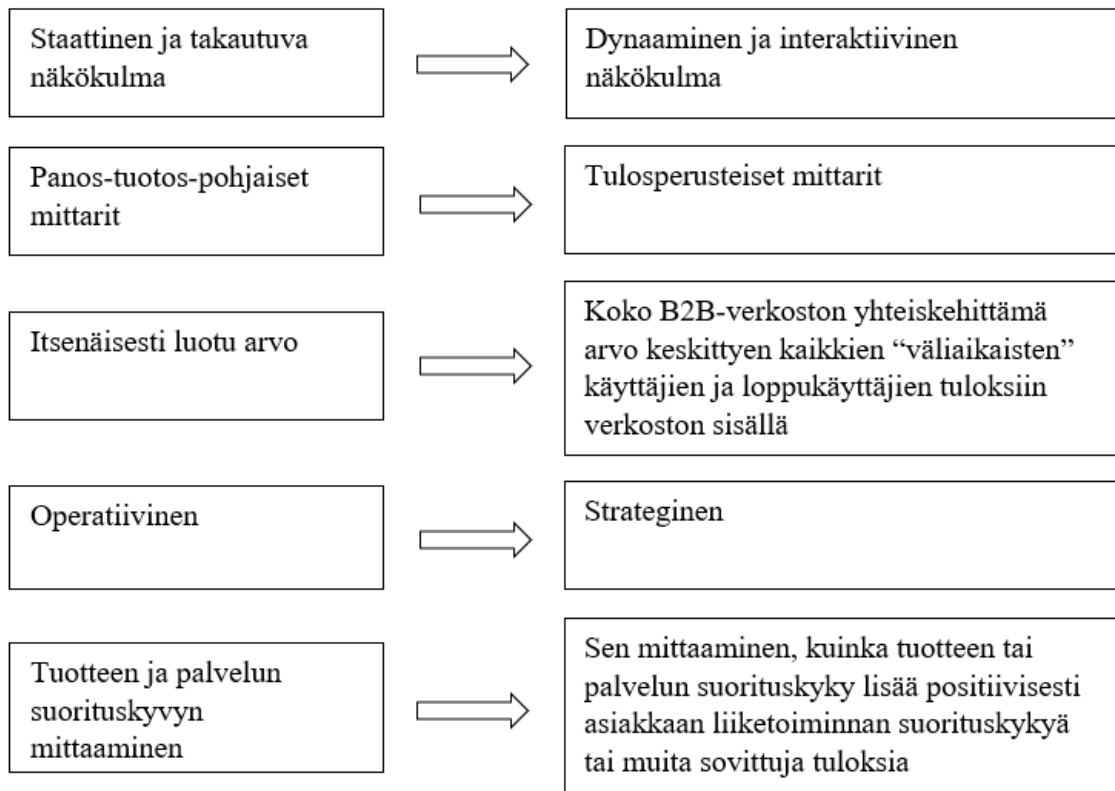 Staattinen ja takautuva
näkökulma
Dynaaminen ja interaktiivinen
näkökulma
Panos-tuotos-pohjaiset
mittarit
Tulosperusteiset mittarit
Itsenäisesti luotu arvo
Koko B2B-verkoston yhteiskehittämä
arvo keskittyen kaikkien “väliaikaisten”
käyttäjien ja loppukäyttäjien tuloksiin
verkoston sisällä
Operatiivinen
Strateginen
Tuotteen ja palvelun
suorituskyvyn
mittaaminen
Sen mittaaminen, kuinka tuotteen tai
palvelun suorituskyky lisää positiivisesti
asiakkaan liiketoiminnan suorituskykyä
tai muita sovittuja tuloksia